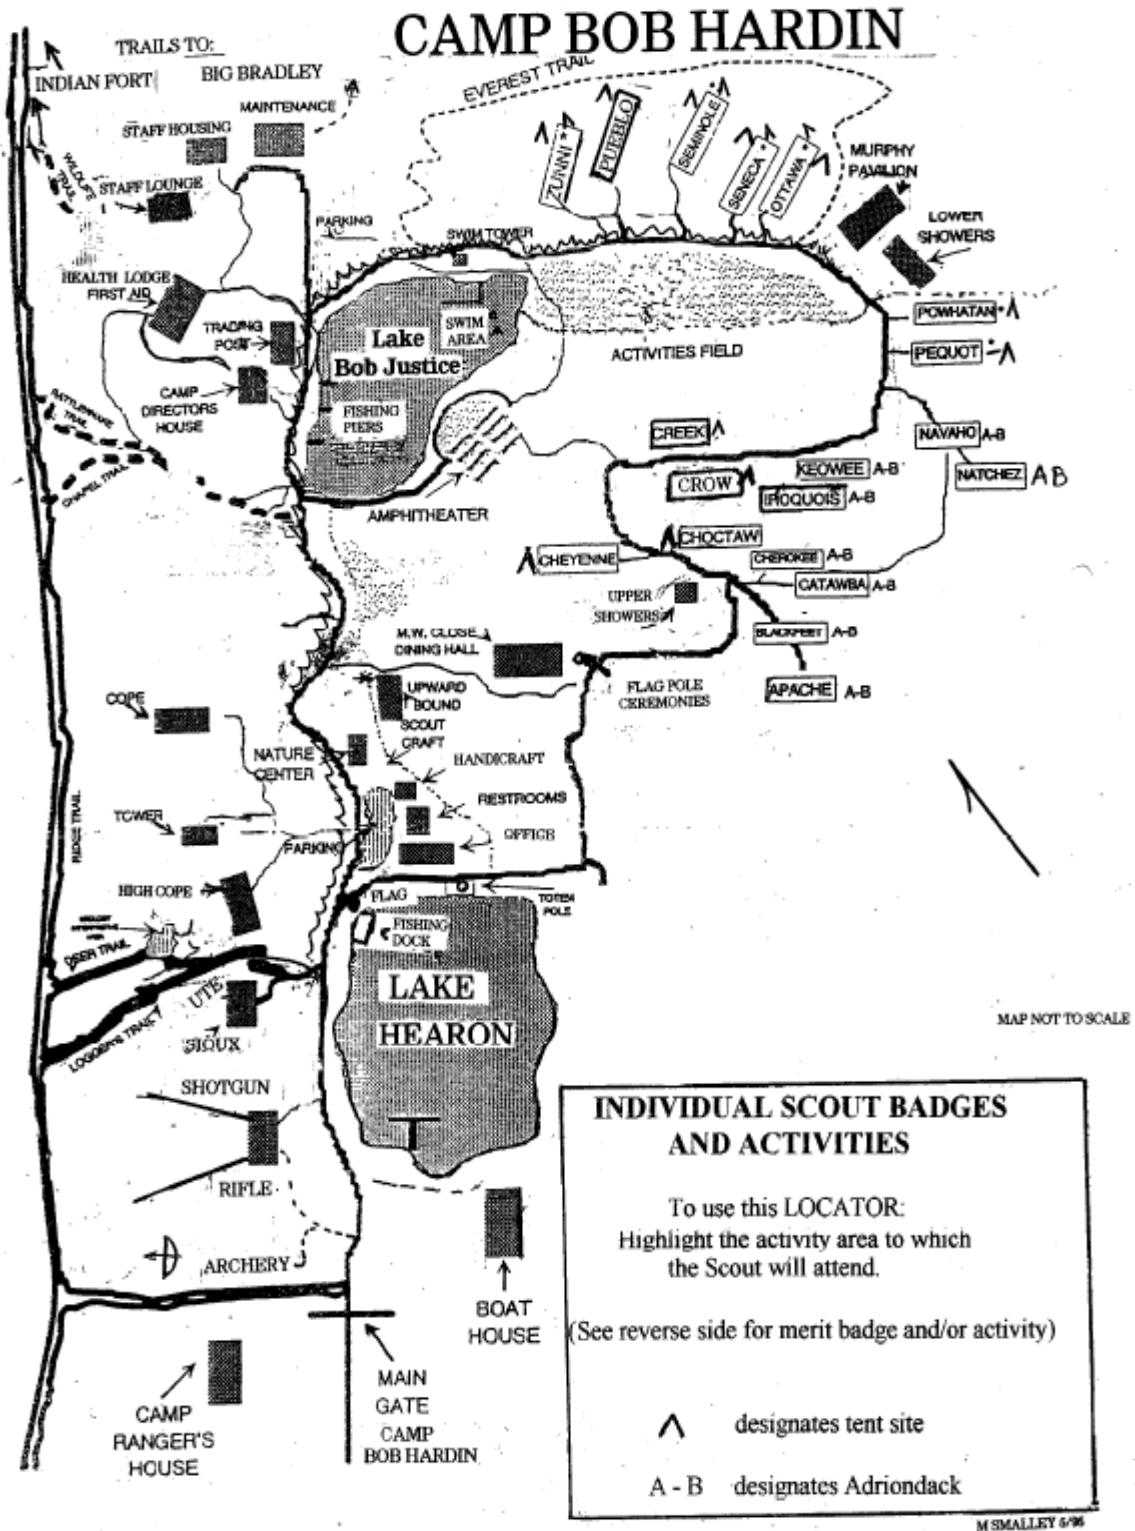 CAMP BOB HARDIN
TRAILS TO:
INDIAN FORT
BIG BRADLEY
EVEREST TRAIL
MAINTENANCE
STAFF HOUSING
WILDLIFE
TRAIL
STAFF LOUNGE
PARKING
SWIM TOWER
ZUNNI
PUEBLO
SEMINOLE
SENECA
OTTAWA
MURPHY
PAVILION
LOWER
SHOWERS
HEALTH LODGE
FIRST AID
TRADING
POST
Lake
Bob Justice
SWIM
AREA
ACTIVITIES FIELD
POWHATAN
PEQUOT
CAMP
DIRECTORS
HOUSE
FISHING
PIERS
RATTLESNAKE
TRAIL
CHAPEL TRAIL
CREEK
NAVAHO A-B
KEOWEE A-B
NATCHEZ A B
CROW
IROQUOIS A-B
AMPHITHEATER
CHOCTAW
CHEYENNE
CHEROKEE A-B
CATAWBA A-B
UPPER
SHOWERS
BLACKFEET A-B
M.W. CLOSE
DINING HALL
FLAG POLE
CEREMONIES
APACHE A-B
COPE
UPWARD
BOUND
SCOUT
CRAFT
NATURE
CENTER
HANDICRAFT
RESTROOMS
RIDGE TRAIL
TOWER
PARKING
OFFICE
HIGH COPE
FLAG
TOTEM
POLE
FISHING
DOCK
DEER TRAIL
LAKE
HEARON
UTE
LOGGERS TRAIL
SIOUX
MAP NOT TO SCALE
SHOTGUN
RIFLE
ARCHERY
BOAT
HOUSE
MAIN
GATE
CAMP
BOB HARDIN
CAMP
RANGER'S
HOUSE
INDIVIDUAL SCOUT BADGES
AND ACTIVITIES
To use this LOCATOR:
Highlight the activity area to which
the Scout will attend.
(See reverse side for merit badge and/or activity)
designates tent site
A - B designates Adriondack
M SMALLEY 5/96